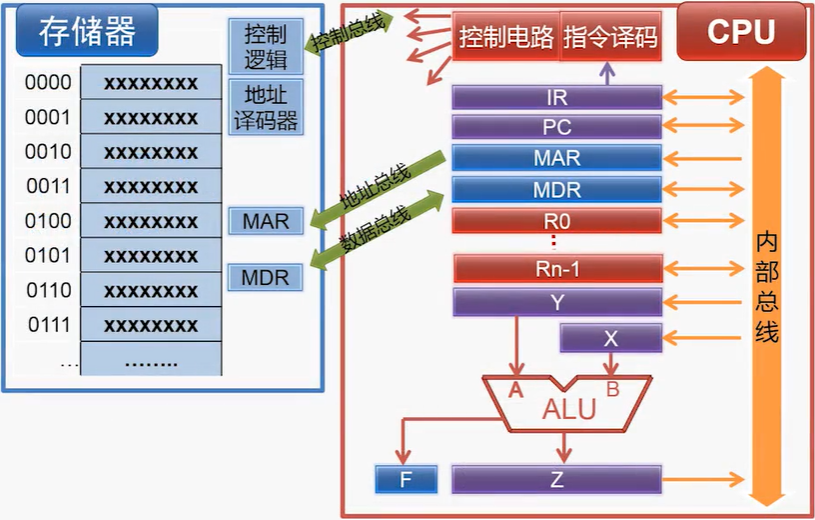 存储器
控制
逻辑
地址
译码器
0000 xxxxxxxx
0001 xxxxxxxx
0010 xxxxxxxx
0011 xxxxxxxx
0100 xxxxxxxx
0101 xxxxxxxx
0110 xxxxxxxx
0111 xxxxxxxx
... ........
MAR
MDR
控制总线
地址总线
数据总线
CPU
控制电路 指令译码
IR
PC
MAR
MDR
R0
⋮
Rn-1
Y
X
A B
ALU
F
Z
内部总线